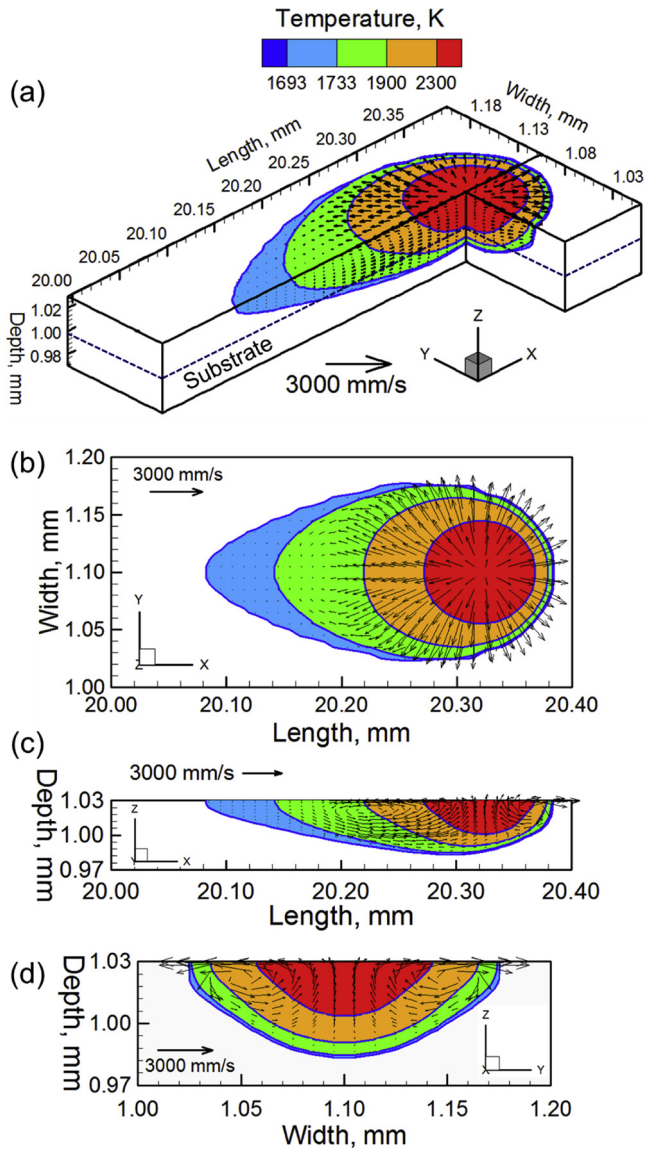 Temperature, K
1693 1733 1900 2300
(a)
Width, mm
1.18
1.13
1.08
1.03
Length, mm
20.35
20.30
20.25
20.20
20.15
20.10
20.05
20.00
1.02
1.00
0.98
Depth, mm
Substrate
3000 mm/s
Z
Y X
(b)
1.20
3000 mm/s
1.15
Width, mm
1.10
1.05
Y
Z X
1.00
20.00 20.10 20.20 20.30 20.40
Length, mm
(c)
3000 mm/s
Depth, mm
1.03
Z
1.00
Y X
0.97
20.00 20.10 20.20 20.30 20.40
Length, mm
(d)
Depth, mm
1.03
1.00
Z
3000 mm/s
X Y
0.97
1.00 1.05 1.10 1.15 1.20
Width, mm